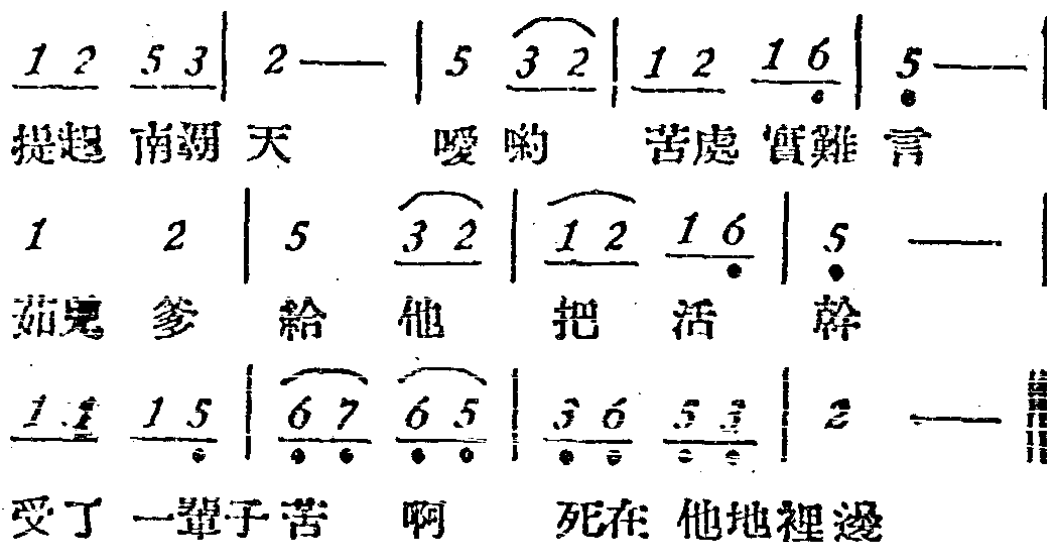 1 2 5 3 | 2 — | 5 3 2 | 1 2 1 6̣ | 5̣ — |
提起 南霸 天 噯 喲 苦處 實難 言
1 2 | 5 3 2 | 1 2 1 6̣ | 5̣ — |
茹兒 爹 給 他 把 活 幹
1 1 1 5̣ | 6̣ 7̣ 6̣ 5̣ | 3̣ 6̣ 5̣ 3̣ | 2 —
受了 一輩子 苦 啊 死在 他地 裡 邊